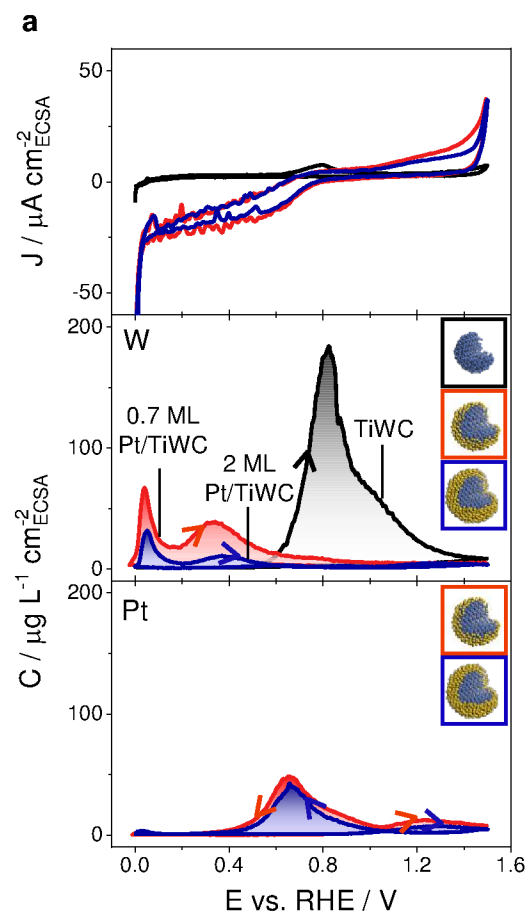 a
50
0
-50
J / μA cm⁻²ECSA
W
200
100
0
0.7 ML
Pt/TiWC
2 ML
Pt/TiWC
TiWC
C / μg L⁻¹ cm⁻²ECSA
Pt
200
100
0
0.0 0.4 0.8 1.2 1.6
E vs. RHE / V